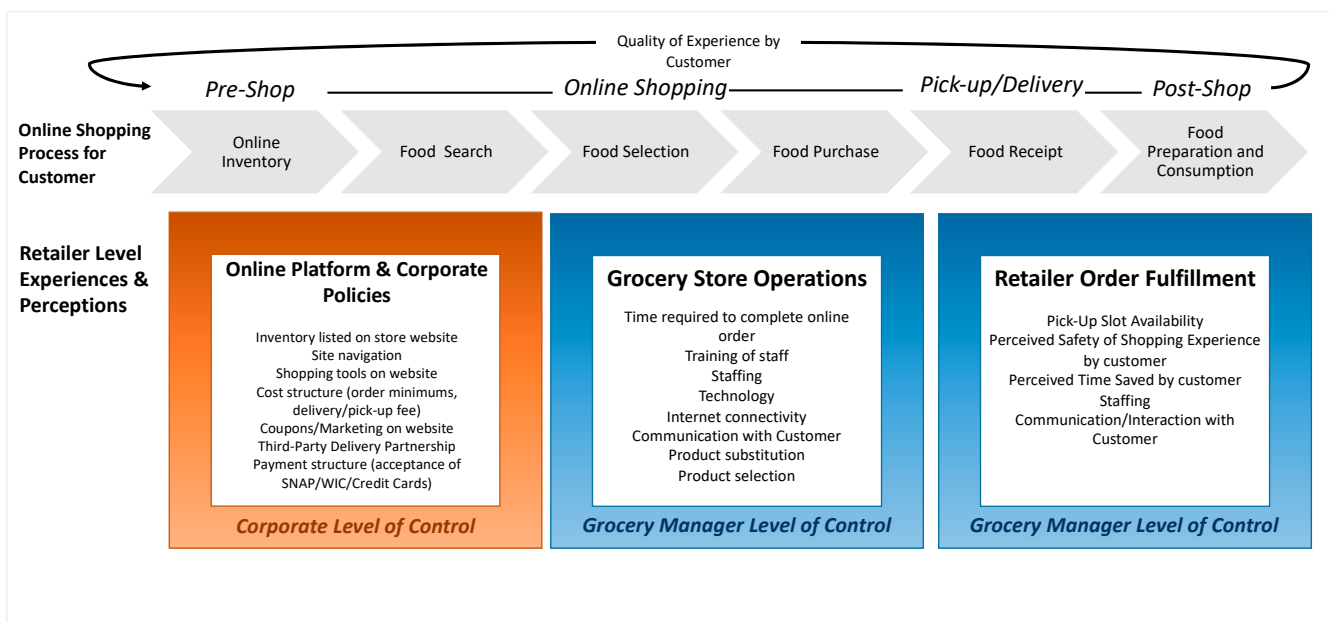 Quality of Experience by
Customer
Pre-Shop
Online Shopping
Pick-up/Delivery
Post-Shop
Online Shopping
Process for
Customer
Online
Inventory
Food Search
Food Selection
Food Purchase
Food Receipt
Food
Preparation and
Consumption
Retailer Level
Experiences &
Perceptions
Online Platform & Corporate
Policies
Inventory listed on store website
Site navigation
Shopping tools on website
Cost structure (order minimums,
delivery/pick-up fee)
Coupons/Marketing on website
Third-Party Delivery Partnership
Payment structure (acceptance of
SNAP/WIC/Credit Cards)
Corporate Level of Control
Grocery Store Operations
Time required to complete online
order
Training of staff
Staffing
Technology
Internet connectivity
Communication with Customer
Product substitution
Product selection
Grocery Manager Level of Control
Retailer Order Fulfillment
Pick-Up Slot Availability
Perceived Safety of Shopping Experience
by customer
Perceived Time Saved by customer
Staffing
Communication/Interaction with
Customer
Grocery Manager Level of Control